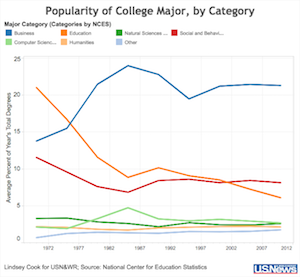 Popularity of College Major, by Category
Major Category (Categories by NCES)
Business Education Natural Sciences ... Social and Behavi...
Computer Scienc... Humanities Other
Average Percent of Year's Total Degrees
25
20
15
10
5
0
1972 1977 1982 1987 1992 1997 2002 2007 2012
Lindsey Cook for USN&WR; Source: National Center for Education Statistics
USNews